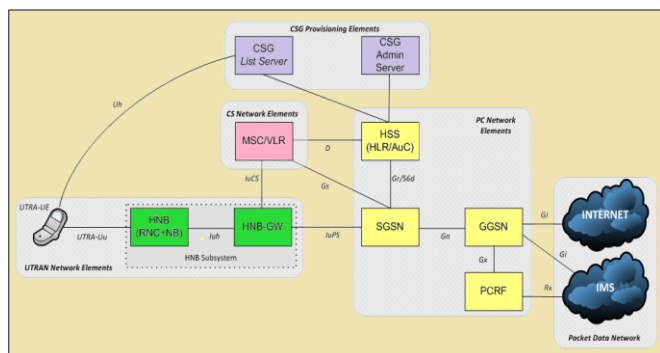 CSG Provisioning Elements
CSG
List Server
CSG
Admin
Server
Uh
CS Network Elements
MSC/VLR
D
HSS
(HLR/AuC)
PC Network
Elements
IuCS
Gs
Gr/S6d
UTRA-UE
UTRA-Uu
HNB
(RNC+NB)
Iuh
HNB-GW
IuPS
SGSN
Gn
GGSN
Gi
INTERNET
HNB Subsystem
UTRAN Network Elements
Gx
Gi
PCRF
Rx
IMS
Packet Data Network